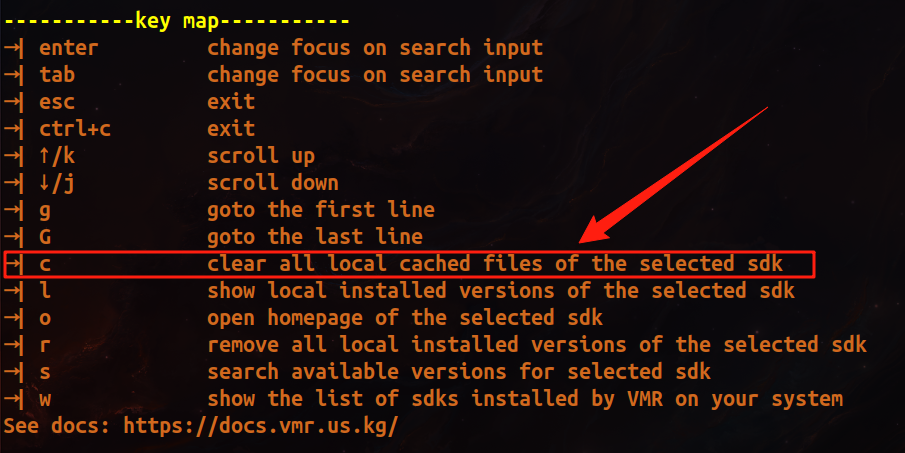 -----------key map-----------
→| enter change focus on search input
→| tab change focus on search input
→| esc exit
→| ctrl+c exit
→| ↑/k scroll up
→| ↓/j scroll down
→| g goto the first line
→| G goto the last line
→| c clear all local cached files of the selected sdk
→| l show local installed versions of the selected sdk
→| o open homepage of the selected sdk
→| r remove all local installed versions of the selected sdk
→| s search available versions for selected sdk
→| w show the list of sdks installed by VMR on your system
See docs: https://docs.vmr.us.kg/